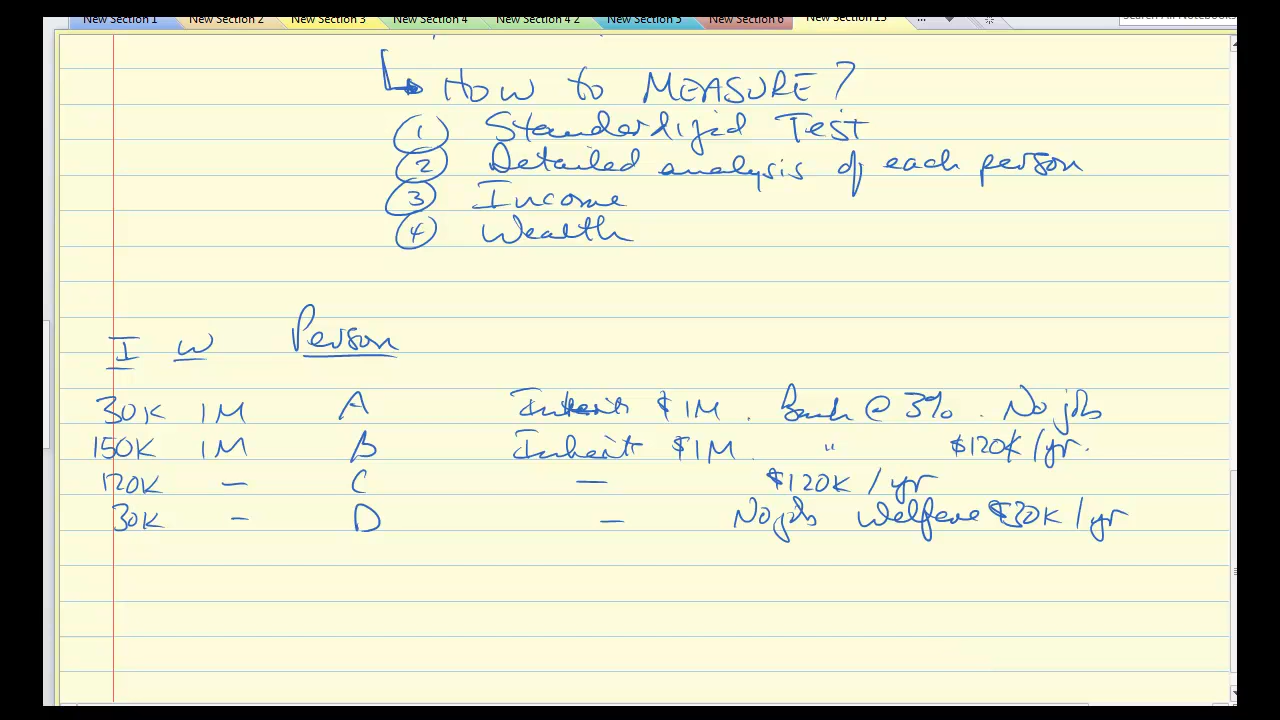 New Section 1 New Section 2 New Section 3 New Section 4 New Section 4 2 New Section 5 New Section 6 New Section 15 ...
HOW to MEASURE?
1 Standardized Test
2 Detailed analysis of each person
3 Income
4 Wealth
I W Person
30K 1M A Inherit $1M. Bank @ 3%. No job
150K 1M B Inherit $1M. " $120K/yr.
120K — C — $120K/yr
30K — D — No job Welfare $30K/yr